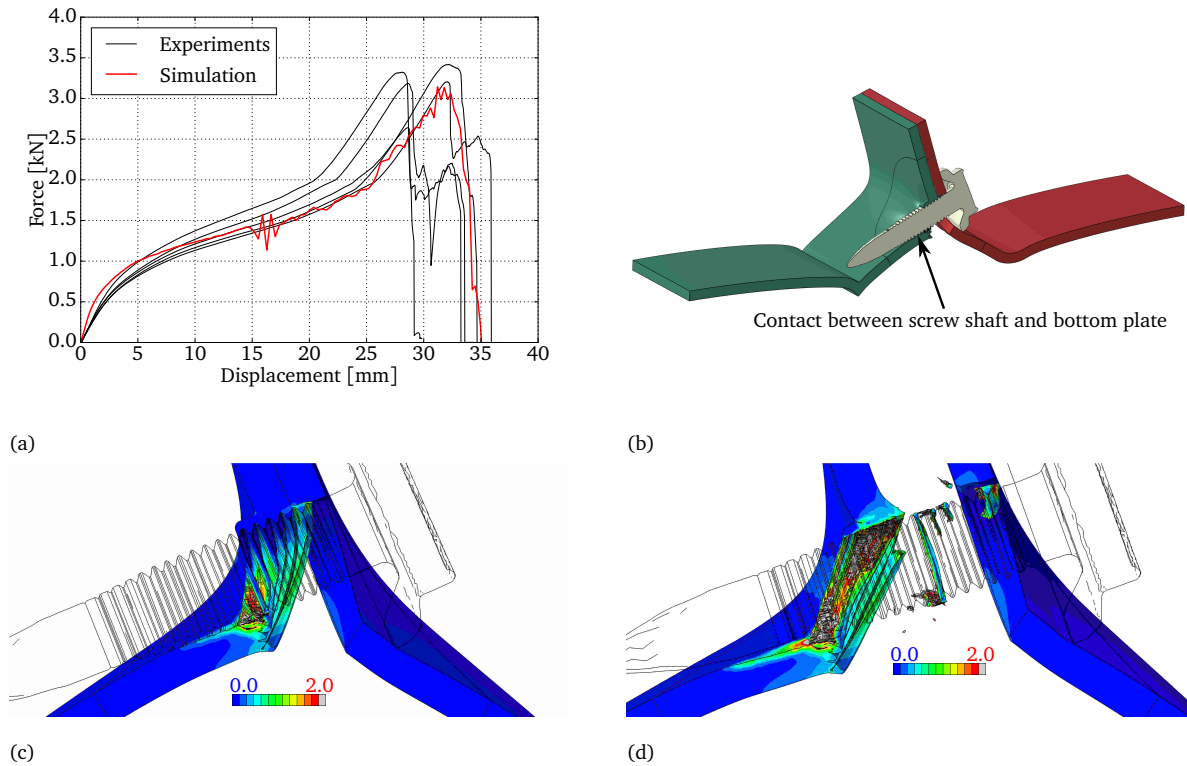 4.0
3.5
3.0
2.5
2.0
1.5
1.0
0.5
0.0
Force [kN]
Experiments
Simulation
0 5 10 15 20 25 30 35 40
Displacement [mm]
Contact between screw shaft and bottom plate
(a)
(b)
0.0 2.0
0.0 2.0
(c)
(d)